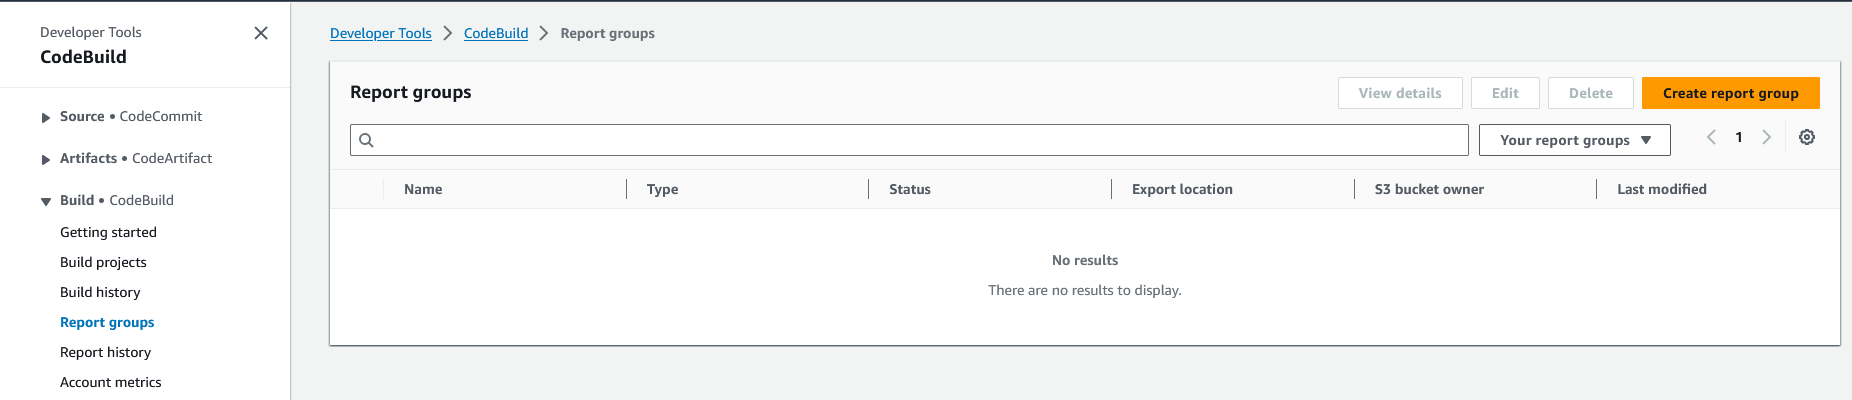 Developer Tools
CodeBuild
Source • CodeCommit
Artifacts • CodeArtifact
Build • CodeBuild
Getting started
Build projects
Build history
Report groups
Report history
Account metrics
Developer Tools > CodeBuild > Report groups
Report groups
View details Edit Delete Create report group
Your report groups 1
Name Type Status Export location S3 bucket owner Last modified
No results
There are no results to display.